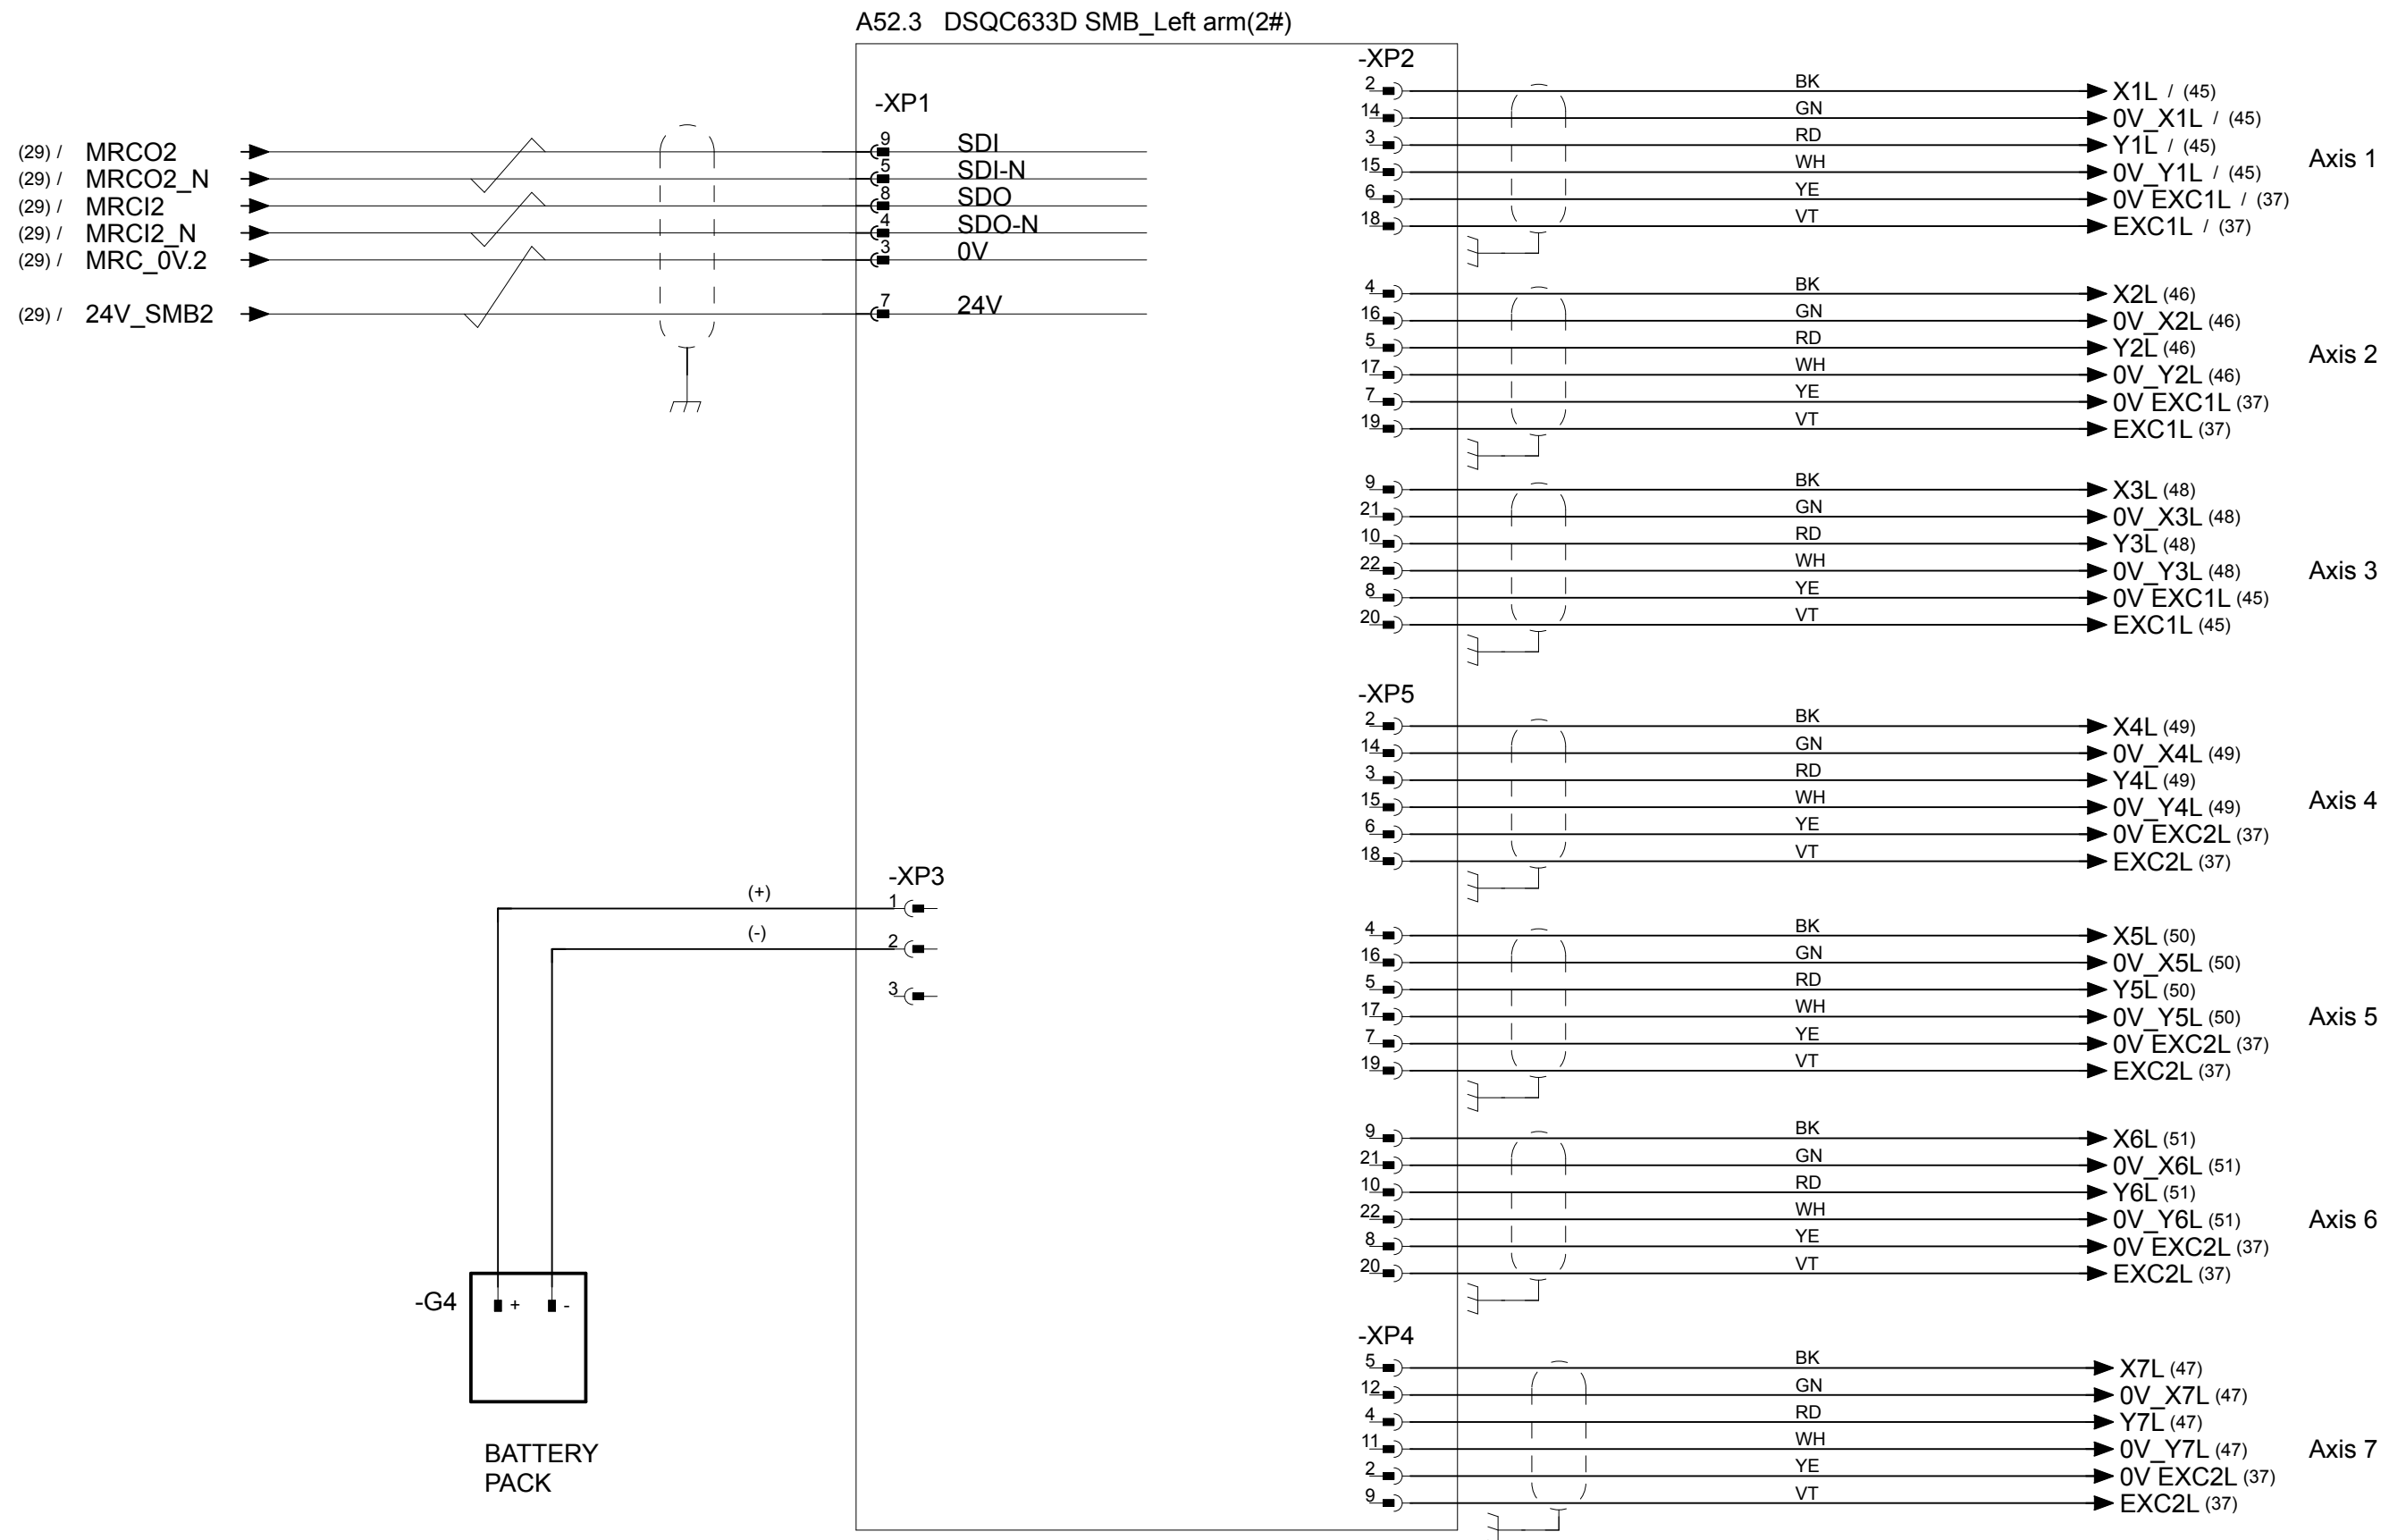 A52.3 DSQC633D SMB_Left arm(2#)
-XP1
(29) / MRCO2 9 SDI
(29) / MRCO2_N 5 SDI-N
(29) / MRCI2 8 SDO
(29) / MRCI2_N 4 SDO-N
(29) / MRC_0V.2 3 0V
(29) / 24V_SMB2 7 24V
-XP3
(+) 1
(-) 2
3
-G4 + -
BATTERY
PACK
-XP2
2 BK X1L / (45)
14 GN 0V_X1L / (45)
3 RD Y1L / (45)
15 WH 0V_Y1L / (45)
6 YE 0V EXC1L / (37)
18 VT EXC1L / (37)
Axis 1
4 BK X2L (46)
16 GN 0V_X2L (46)
5 RD Y2L (46)
17 WH 0V_Y2L (46)
7 YE 0V EXC1L (37)
19 VT EXC1L (37)
Axis 2
9 BK X3L (48)
21 GN 0V_X3L (48)
10 RD Y3L (48)
22 WH 0V_Y3L (48)
8 YE 0V EXC1L (45)
20 VT EXC1L (45)
Axis 3
-XP5
2 BK X4L (49)
14 GN 0V_X4L (49)
3 RD Y4L (49)
15 WH 0V_Y4L (49)
6 YE 0V EXC2L (37)
18 VT EXC2L (37)
Axis 4
4 BK X5L (50)
16 GN 0V_X5L (50)
5 RD Y5L (50)
17 WH 0V_Y5L (50)
7 YE 0V EXC2L (37)
19 VT EXC2L (37)
Axis 5
9 BK X6L (51)
21 GN 0V_X6L (51)
10 RD Y6L (51)
22 WH 0V_Y6L (51)
8 YE 0V EXC2L (37)
20 VT EXC2L (37)
Axis 6
-XP4
5 BK X7L (47)
12 GN 0V_X7L (47)
4 RD Y7L (47)
11 WH 0V_Y7L (47)
2 YE 0V EXC2L (37)
9 VT EXC2L (37)
Axis 7